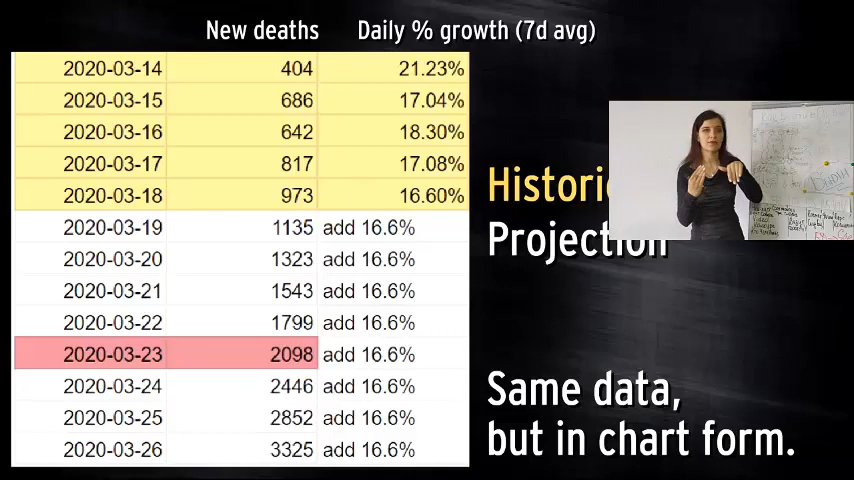 New deaths Daily % growth (7d avg)
2020-03-14 404 21.23%
2020-03-15 686 17.04%
2020-03-16 642 18.30%
2020-03-17 817 17.08%
2020-03-18 973 16.60%
2020-03-19 1135 add 16.6%
2020-03-20 1323 add 16.6%
2020-03-21 1543 add 16.6%
2020-03-22 1799 add 16.6%
2020-03-23 2098 add 16.6%
2020-03-24 2446 add 16.6%
2020-03-25 2852 add 16.6%
2020-03-26 3325 add 16.6%
Projection
Same data,
but in chart form.